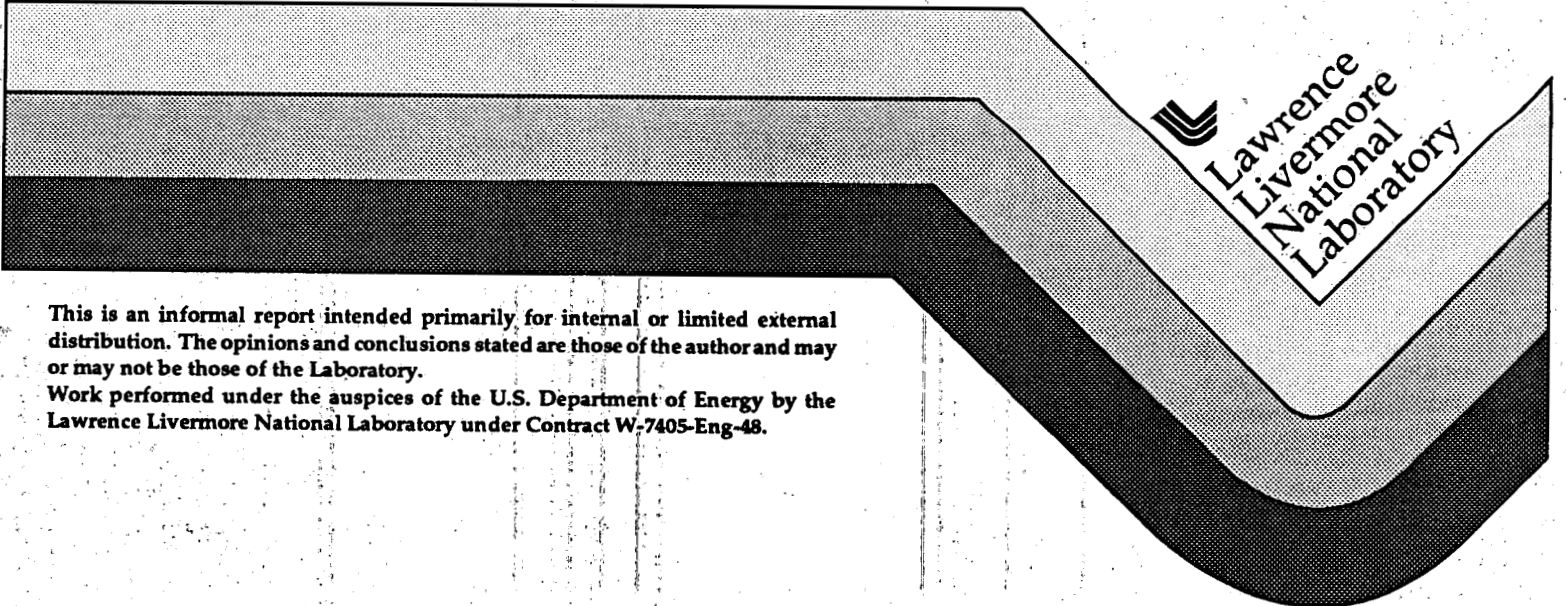 Lawrence
Livermore
National
Laboratory
This is an informal report intended primarily for internal or limited external
distribution. The opinions and conclusions stated are those of the author and may
or may not be those of the Laboratory.
Work performed under the auspices of the U.S. Department of Energy by the
Lawrence Livermore National Laboratory under Contract W-7405-Eng-48.